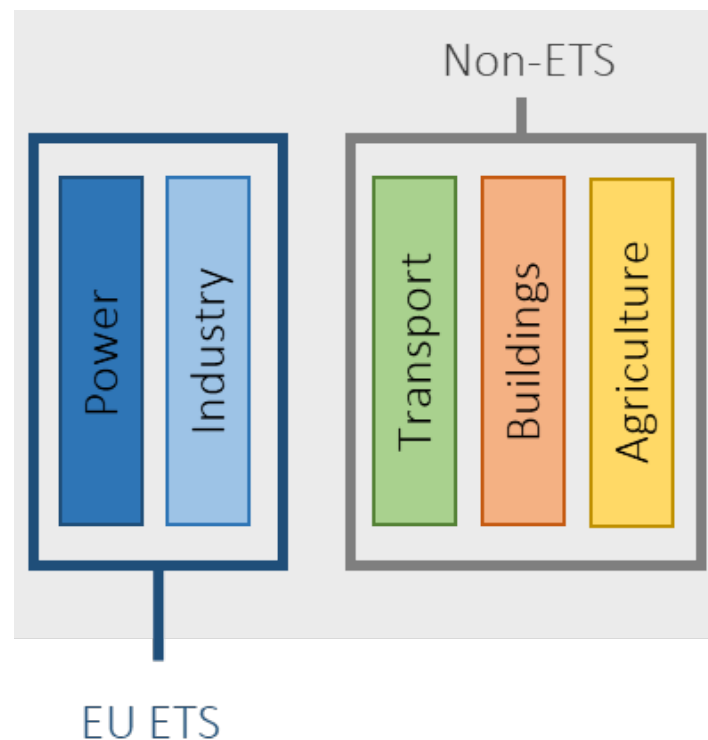 Non-ETS
Power
Industry
Transport
Buildings
Agriculture
EU ETS